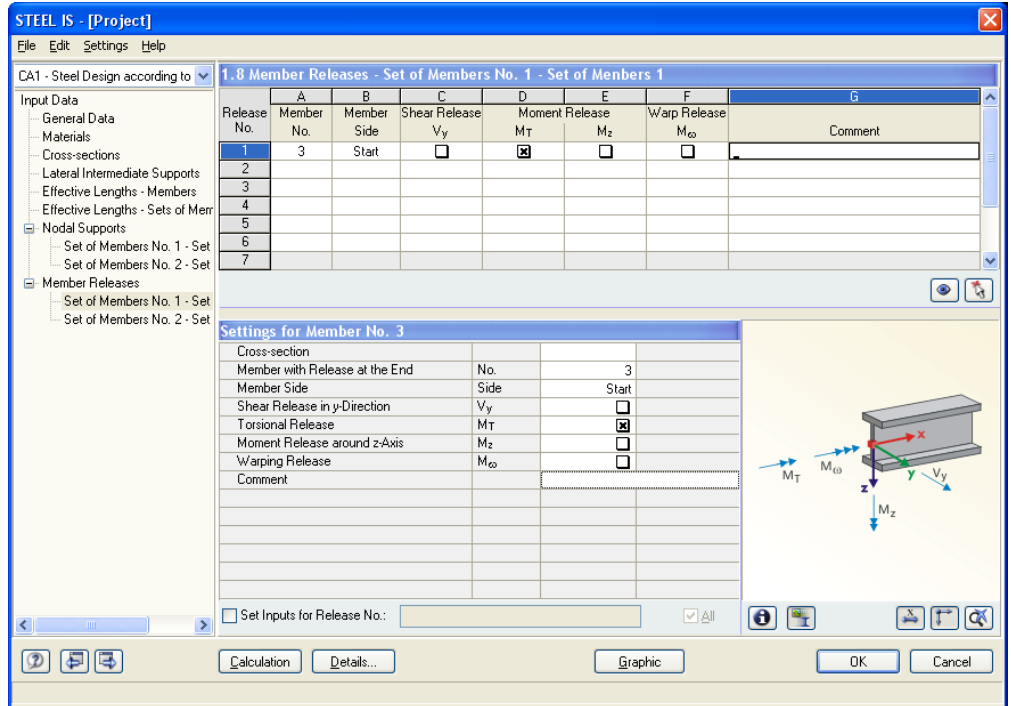 STEEL IS - [Project]
File Edit Settings Help
CA1 - Steel Design according to
1.8 Member Releases - Set of Members No. 1 - Set of Menbers 1
Input Data
General Data
Materials
Cross-sections
Lateral Intermediate Supports
Effective Lengths - Members
Effective Lengths - Sets of Mem
Nodal Supports
Set of Members No. 1 - Set
Set of Members No. 2 - Set
Member Releases
Set of Members No. 1 - Set
Set of Members No. 2 - Set
A B C D E F G
Release Member Member Shear Release Moment Release Warp Release
No. No. Side Vy MT Mz Mω Comment
1 3 Start
2
3
4
5
6
7
Settings for Member No. 3
Cross-section
Member with Release at the End No. 3
Member Side Side Start
Shear Release in y-Direction Vy
Torsional Release MT
Moment Release around z-Axis Mz
Warping Release Mω
Comment
x
MT Mω y Vy
z
Mz
Set Inputs for Release No.: All
Calculation Details... Graphic OK Cancel